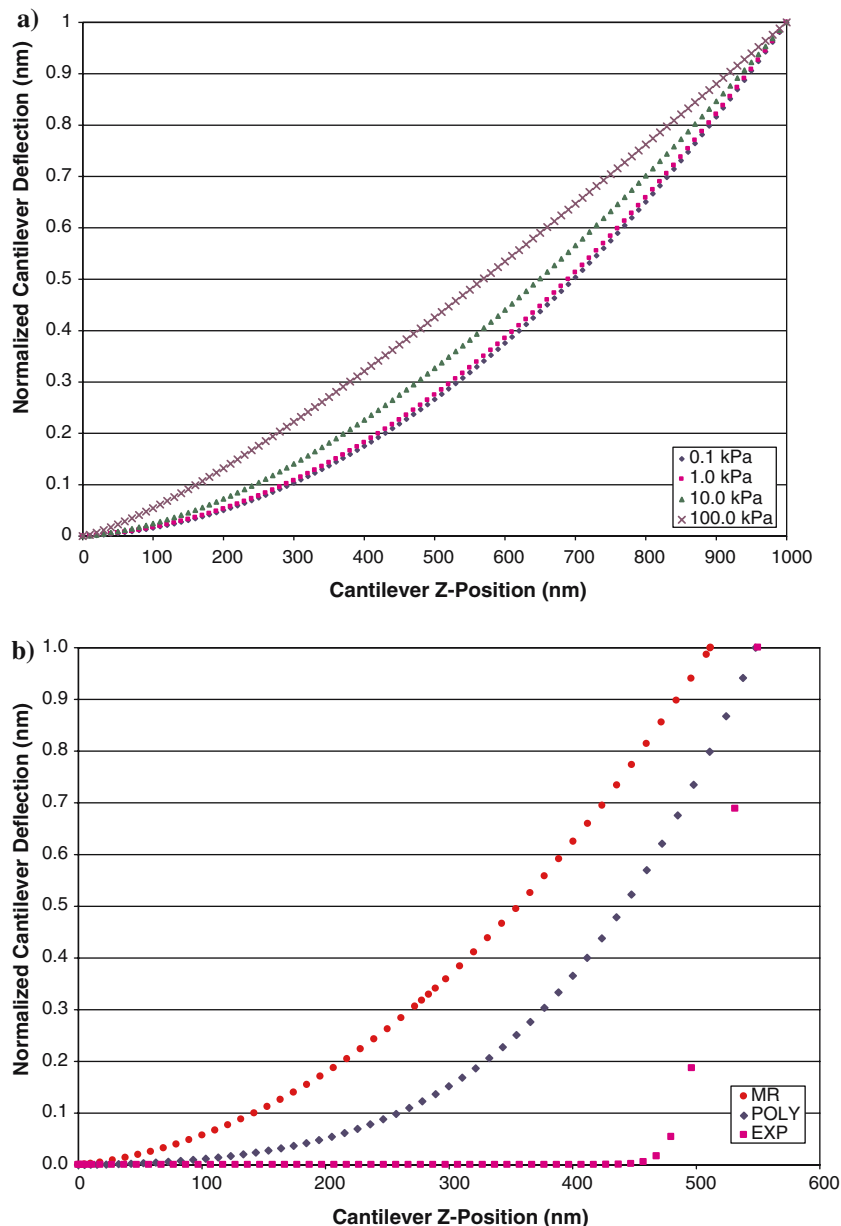 a)
1
0.9
0.8
0.7
0.6
0.5
0.4
0.3
0.2
0.1
0
Normalized Cantilever Deflection (nm)
0.1 kPa
1.0 kPa
10.0 kPa
100.0 kPa
0 100 200 300 400 500 600 700 800 900 1000
Cantilever Z-Position (nm)
b)
1.0
0.9
0.8
0.7
0.6
0.5
0.4
0.3
0.2
0.1
0.0
Normalized Cantilever Deflection (nm)
MR
POLY
EXP
0 100 200 300 400 500 600
Cantilever Z-Position (nm)